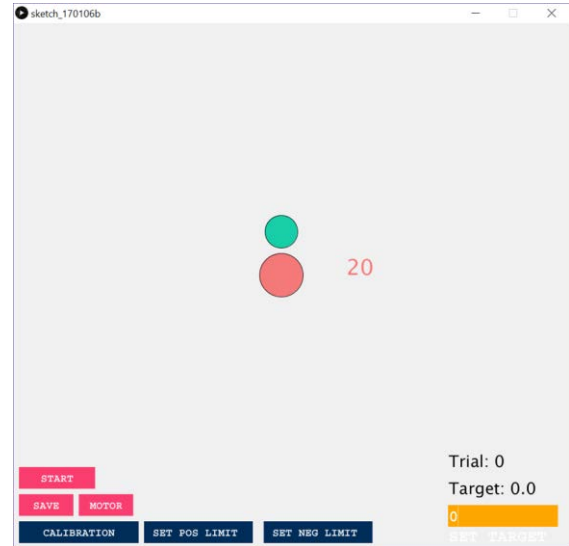 sketch_170106b
20
Trial: 0
Target: 0.0
START
SAVE MOTOR
0
CALIBRATION SET POS LIMIT SET NEG LIMIT SET TARGET